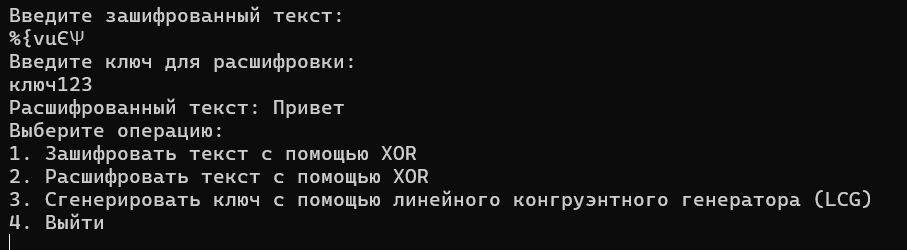 Введите зашифрованный текст:
%{vuЄΨ
Введите ключ для расшифровки:
ключ123
Расшифрованный текст: Привет
Выберите операцию:
1. Зашифровать текст с помощью XOR
2. Расшифровать текст с помощью XOR
3. Сгенерировать ключ с помощью линейного конгруэнтного генератора (LCG)
4. Выйти